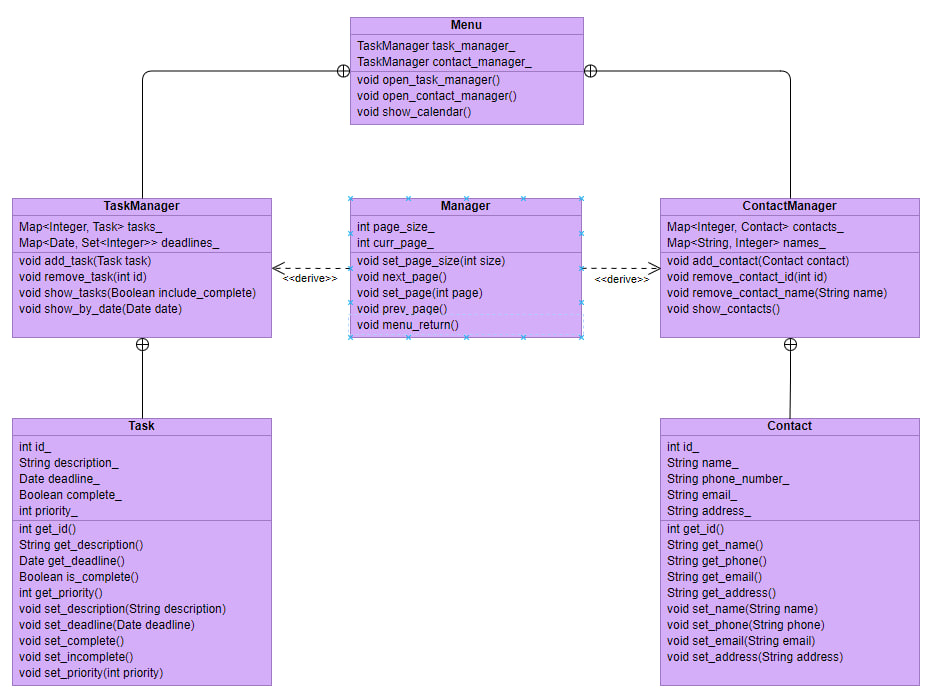 Menu
TaskManager task_manager_
TaskManager contact_manager_
void open_task_manager()
void open_contact_manager()
void show_calendar()
TaskManager
Map<Integer, Task> tasks_
Map<Date, Set<Integer>> deadlines_
void add_task(Task task)
void remove_task(int id)
void show_tasks(Boolean include_complete)
void show_by_date(Date date)
<<derive>>
Manager
int page_size_
int curr_page_
void set_page_size(int size)
void next_page()
void set_page(int page)
void prev_page()
void menu_return()
<<derive>>
ContactManager
Map<Integer, Contact> contacts_
Map<String, Integer> names_
void add_contact(Contact contact)
void remove_contact_id(int id)
void remove_contact_name(String name)
void show_contacts()
Task
int id_
String description_
Date deadline_
Boolean complete_
int priority_
int get_id()
String get_description()
Date get_deadline()
Boolean is_complete()
int get_priority()
void set_description(String description)
void set_deadline(Date deadline)
void set_complete()
void set_incomplete()
void set_priority(int priority)
Contact
int id_
String name_
String phone_number_
String email_
String address_
int get_id()
String get_name()
String get_phone()
String get_email()
String get_address()
void set_name(String name)
void set_phone(String phone)
void set_email(String email)
void set_address(String address)